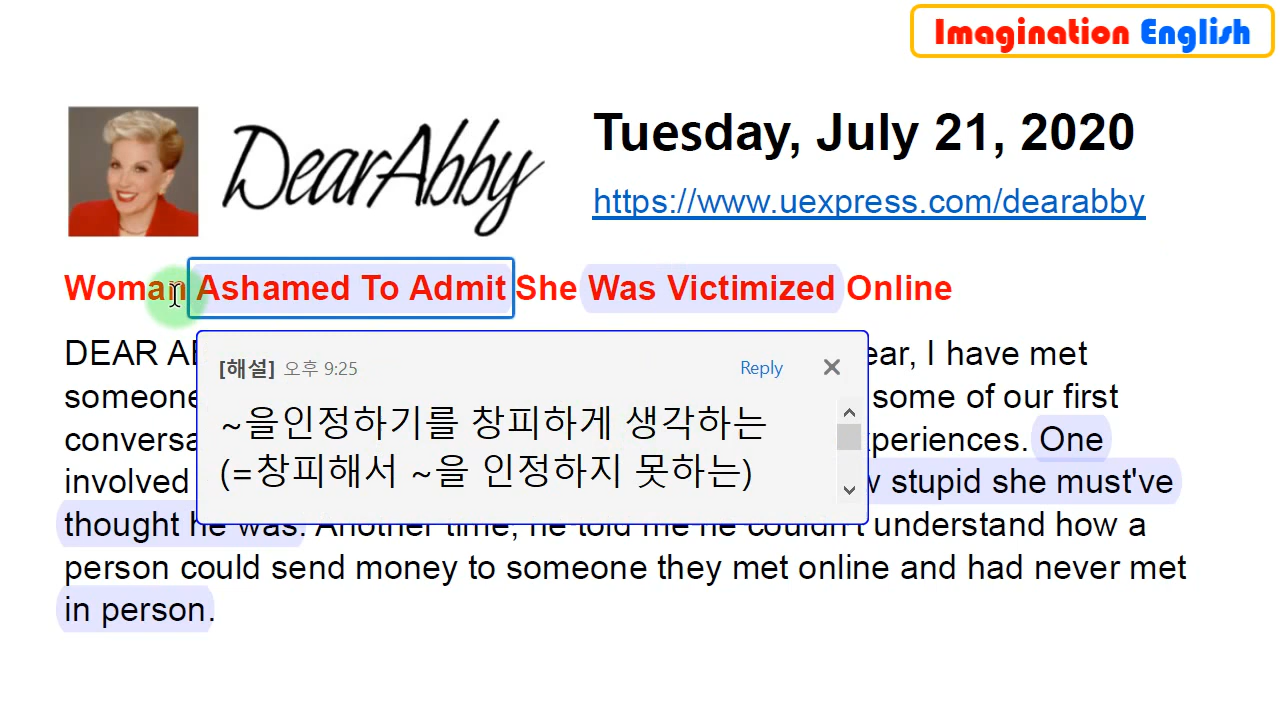 Imagination English
DearAbby
Tuesday, July 21, 2020
https://www.uexpress.com/dearabby
Woman Ashamed To Admit She Was Victimized Online
DEAR ear, I have met
[해설] 오후 9:25 Reply
someone some of our first
~을인정하기를 창피하게 생각하는
periences. One
(=창피해서 ~을 인정하지 못하는)
involved stupid she must've
thought he was. Another time, he told me he couldn't understand how a
person could send money to someone they met online and had never met
in person.